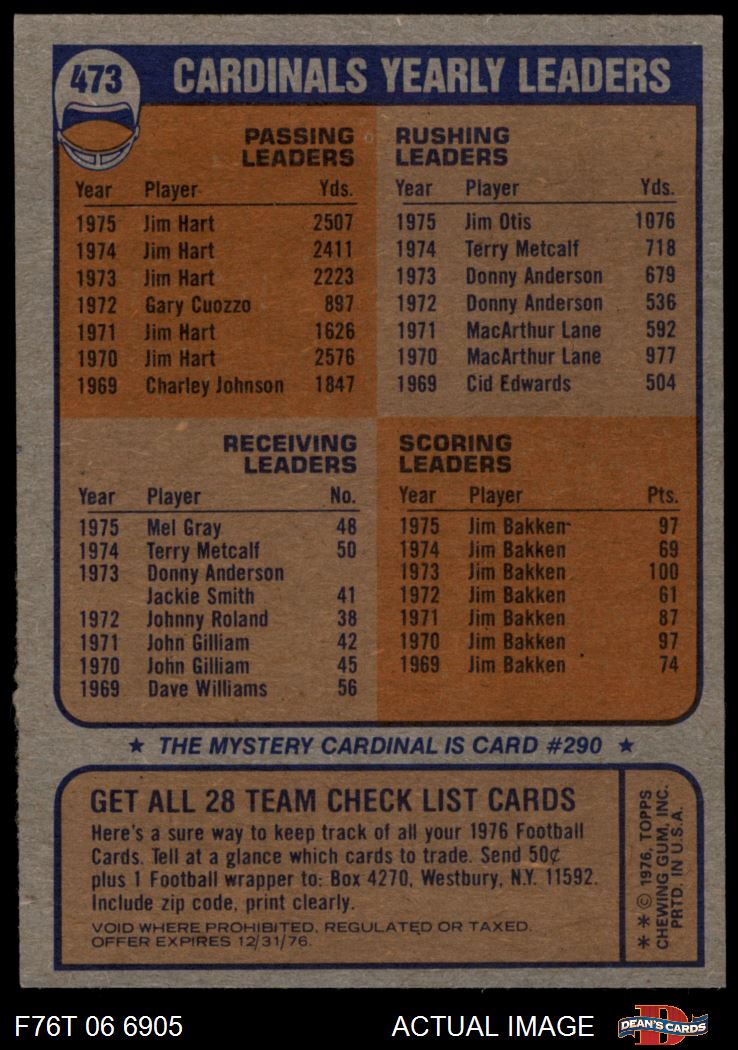 473
CARDINALS YEARLY LEADERS
PASSING
LEADERS
Year Player Yds.
1975 Jim Hart 2507
1974 Jim Hart 2411
1973 Jim Hart 2223
1972 Gary Cuozzo 897
1971 Jim Hart 1626
1970 Jim Hart 2576
1969 Charley Johnson 1847
RUSHING
LEADERS
Year Player Yds.
1975 Jim Otis 1076
1974 Terry Metcalf 718
1973 Donny Anderson 679
1972 Donny Anderson 536
1971 MacArthur Lane 592
1970 MacArthur Lane 977
1969 Cid Edwards 504
RECEIVING
LEADERS
Year Player No.
1975 Mel Gray 48
1974 Terry Metcalf 50
1973 Donny Anderson
Jackie Smith 41
1972 Johnny Roland 38
1971 John Gilliam 42
1970 John Gilliam 45
1969 Dave Williams 56
SCORING
LEADERS
Year Player Pts.
1975 Jim Bakken 97
1974 Jim Bakken 69
1973 Jim Bakken 100
1972 Jim Bakken 61
1971 Jim Bakken 87
1970 Jim Bakken 97
1969 Jim Bakken 74
★ THE MYSTERY CARDINAL IS CARD #290 ★
GET ALL 28 TEAM CHECK LIST CARDS
Here's a sure way to keep track of all your 1976 Football
Cards. Tell at a glance which cards to trade. Send 50¢
plus 1 Football wrapper to: Box 4270, Westbury, N.Y. 11592.
Include zip code, print clearly.
VOID WHERE PROHIBITED, REGULATED OR TAXED.
OFFER EXPIRES 12/31/76.
** © 1976, TOPPS
CHEWING GUM, INC.
PRTD. IN U.S.A.
F76T 06 6905
ACTUAL IMAGE
D
DEAN'S CARDS